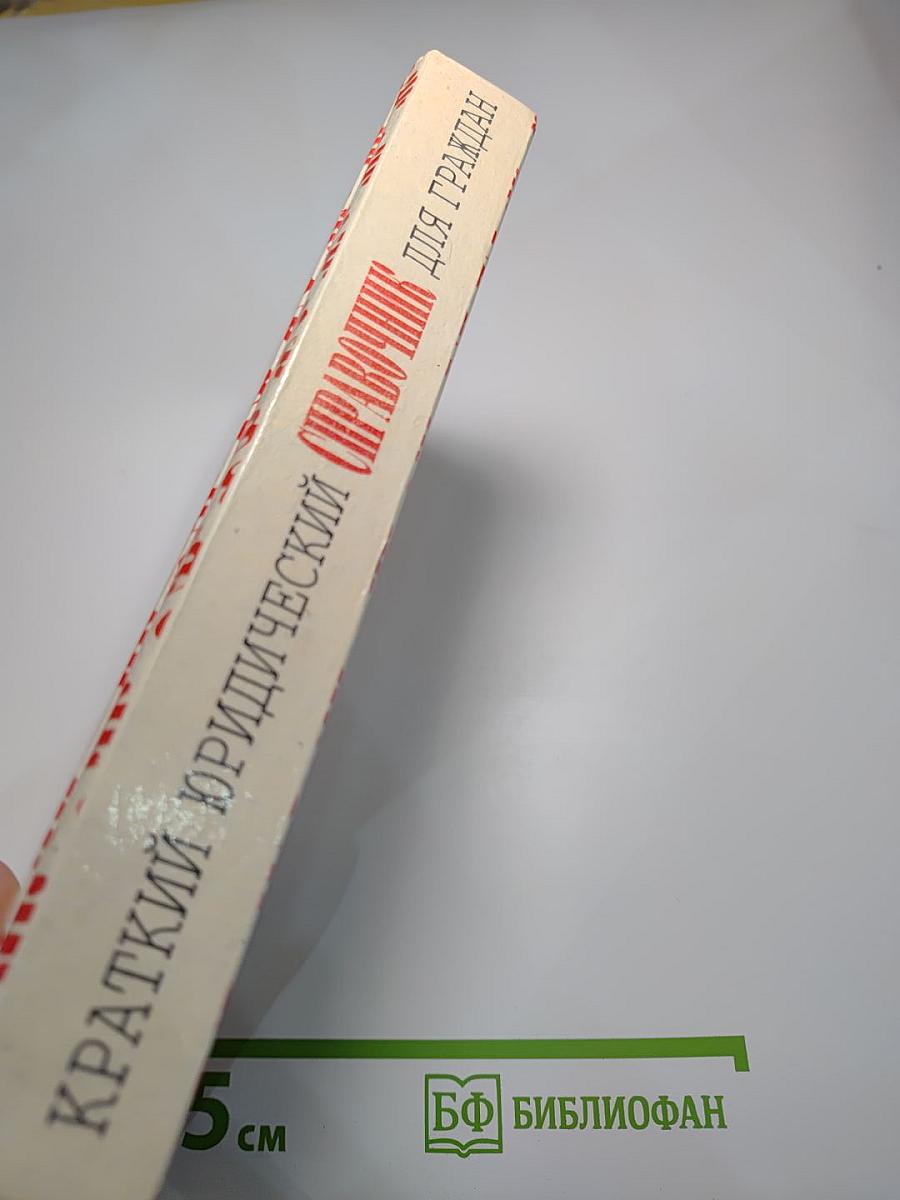 КРАТКИЙ ЮРИДИЧЕСКИЙ СПРАВОЧНИК ДЛЯ ГРАЖДАН
5 см
БФ БИБЛИОФАН